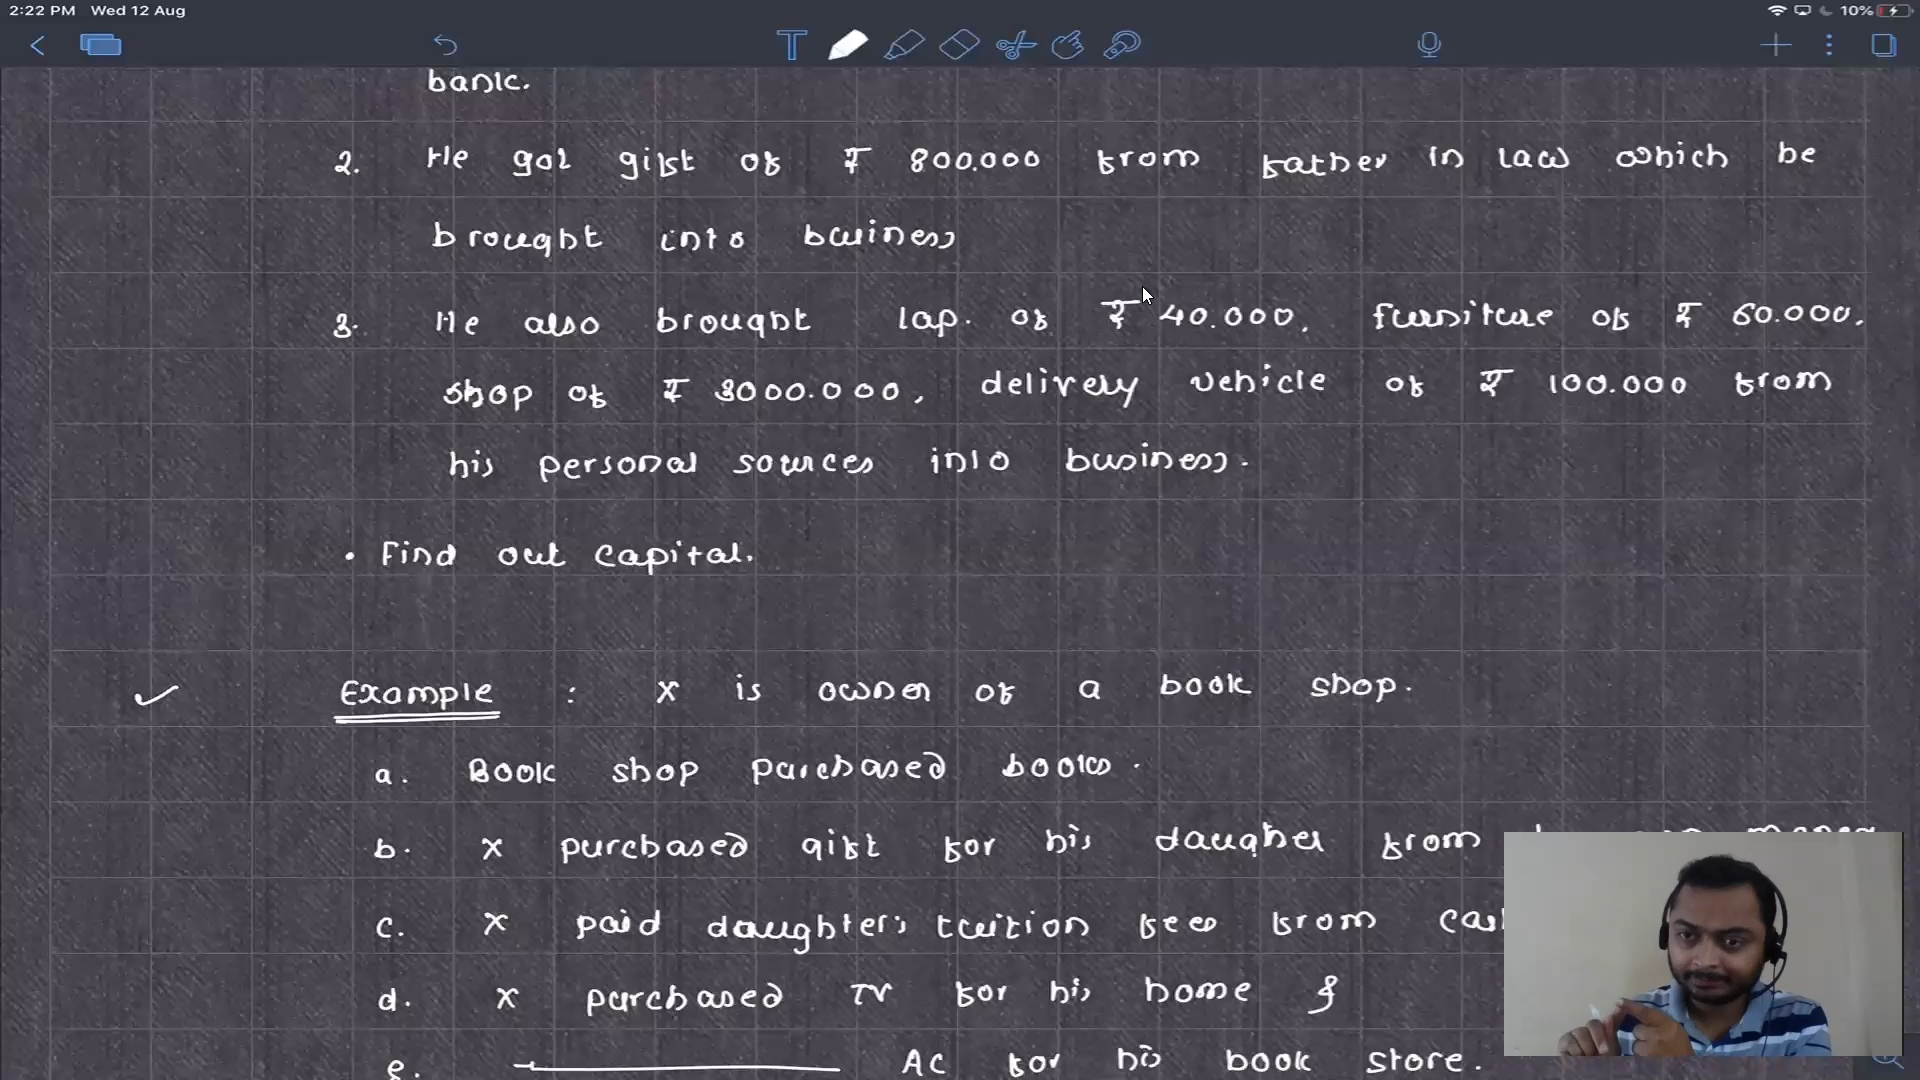 2:22 PM Wed 12 Aug
10%
bank.
2. He got gift of ₹ 800.000 from father in law which he
brought into business
3. He also brought lap. of ₹ 40.000, furniture of ₹ 60.000,
shop of ₹ 3000.000, delivery vehicle of ₹ 100.000 from
his personal sources into business.
• Find out capital.
✓ Example : X is owner of a book shop.
a. Book shop purchased books.
b. X purchased gift for his daugher from
c. X paid daughter's tuition fees from
d. X purchased TV for his home &
e. AC for his book store.